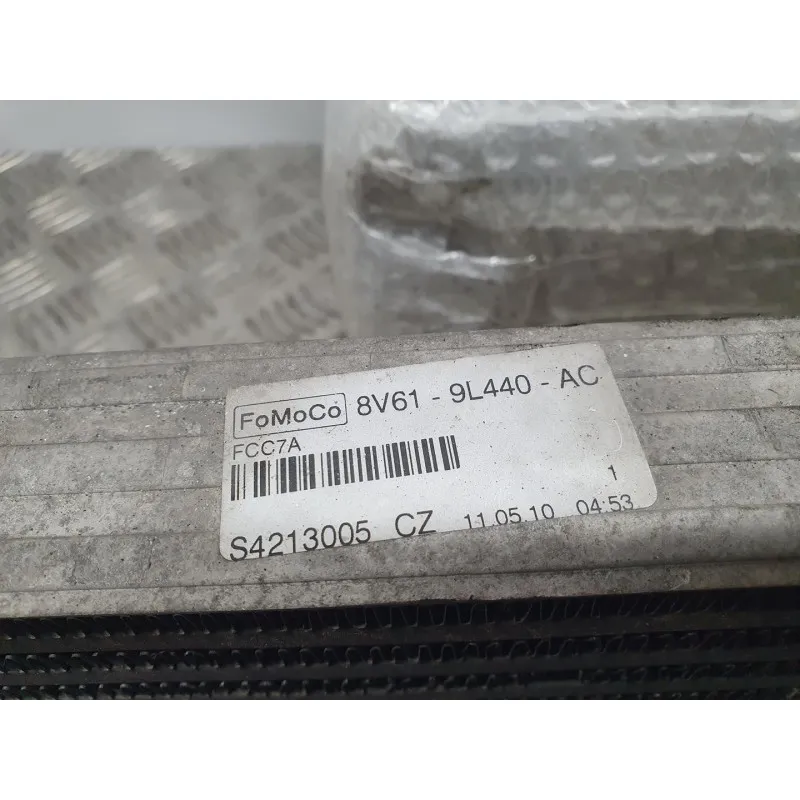 FoMoCo 8V61 - 9L440 - AC
FCC7A
1
S4213005 CZ 11.05.10 04:53